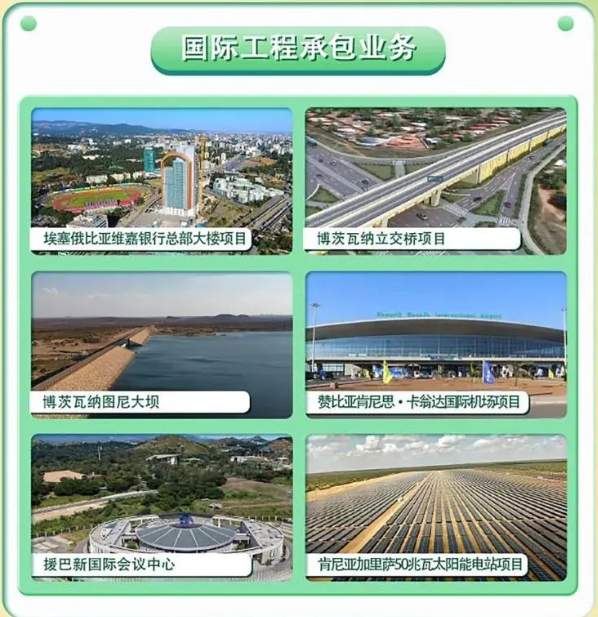 国际工程承包业务
埃塞俄比亚维嘉银行总部大楼项目
博茨瓦纳立交桥项目
博茨瓦纳图尼大坝
Kenneth Kaunda International Airport
赞比亚肯尼思·卡翁达国际机场项目
援巴新国际会议中心
肯尼亚加里萨50兆瓦太阳能电站项目